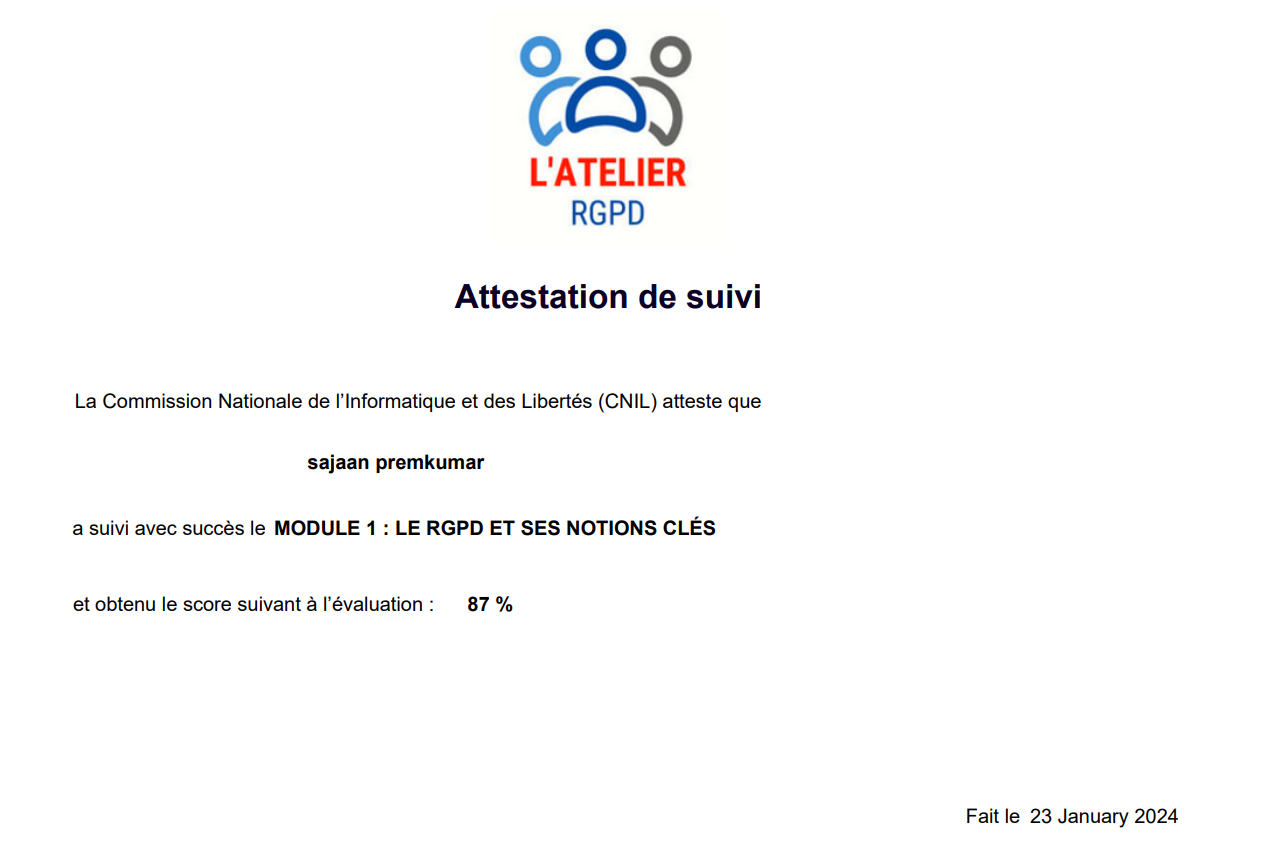 L'ATELIER
RGPD
Attestation de suivi
La Commission Nationale de l’Informatique et des Libertés (CNIL) atteste que
sajaan premkumar
a suivi avec succès le MODULE 1 : LE RGPD ET SES NOTIONS CLÉS
et obtenu le score suivant à l’évaluation : 87 %
Fait le 23 January 2024